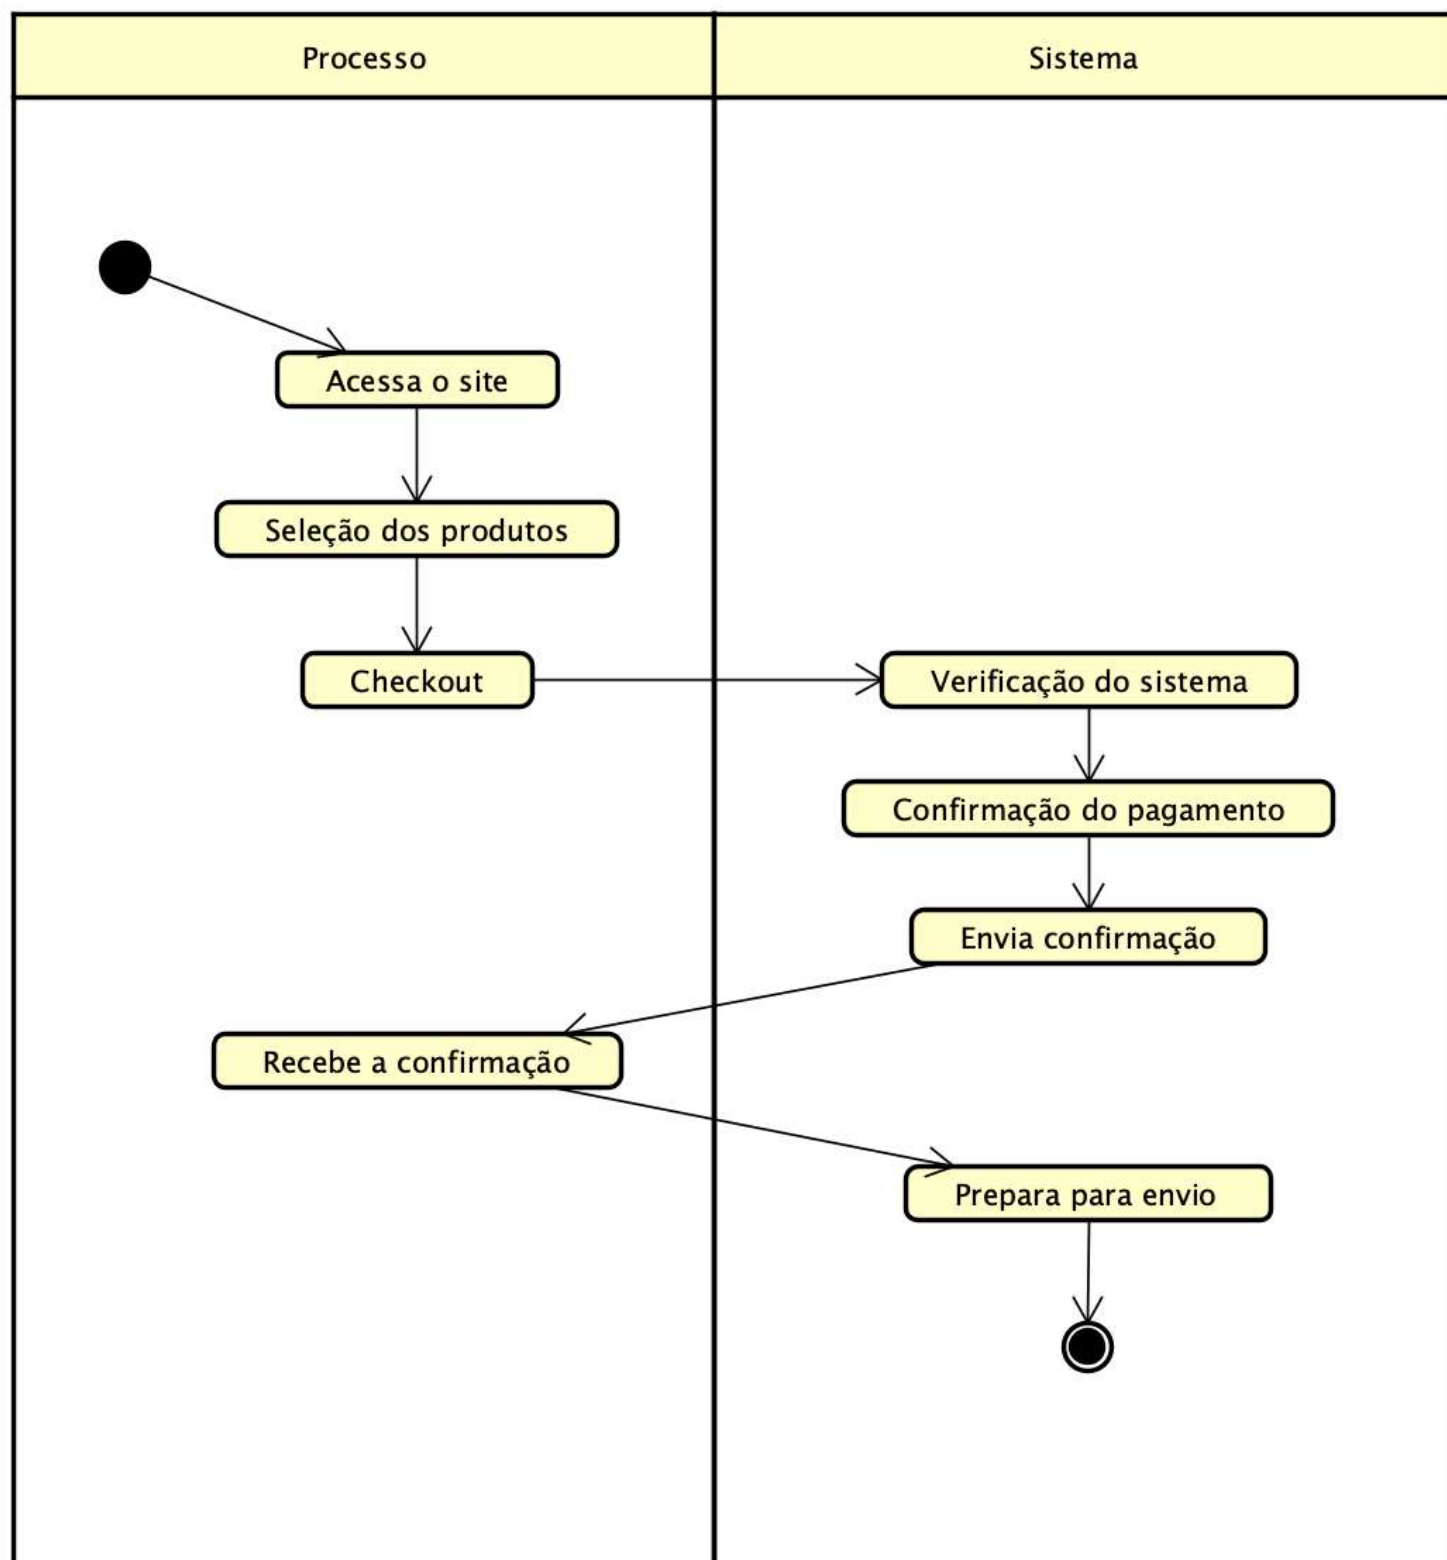 Processo
Sistema
Acessa o site
Seleção dos produtos
Checkout
Verificação do sistema
Confirmação do pagamento
Envia confirmação
Recebe a confirmação
Prepara para envio